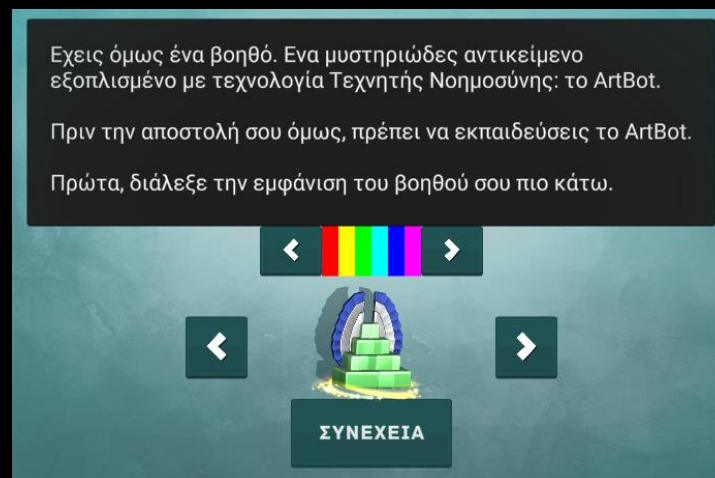 Εχεις όμως ένα βοηθό. Ενα μυστηριώδες αντικείμενο
εξοπλισμένο με τεχνολογία Τεχνητής Νοημοσύνης: το ArtBot.
Πριν την αποστολή σου όμως, πρέπει να εκπαιδεύσεις το ArtBot.
Πρώτα, διάλεξε την εμφάνιση του βοηθού σου πιο κάτω.
ΣΥΝΕΧΕΙΑ